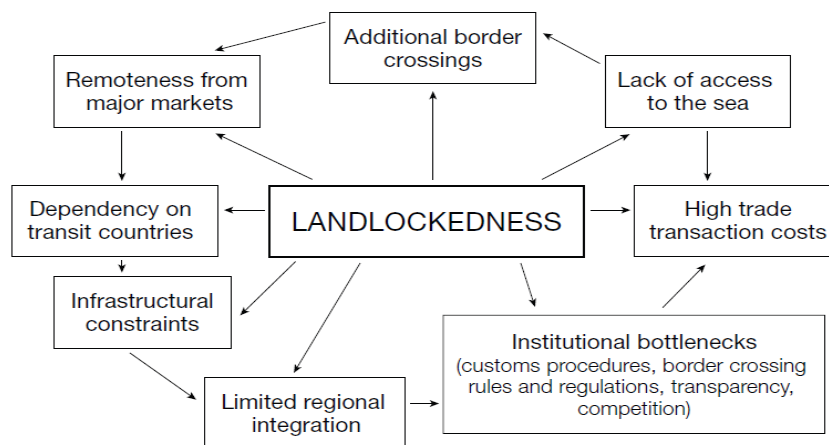 Additional border
crossings
Remoteness from
major markets
Lack of access
to the sea
Dependency on
transit countries
LANDLOCKEDNESS
High trade
transaction costs
Infrastructural
constraints
Institutional bottlenecks
(customs procedures, border crossing
rules and regulations, transparency,
competition)
Limited regional
integration